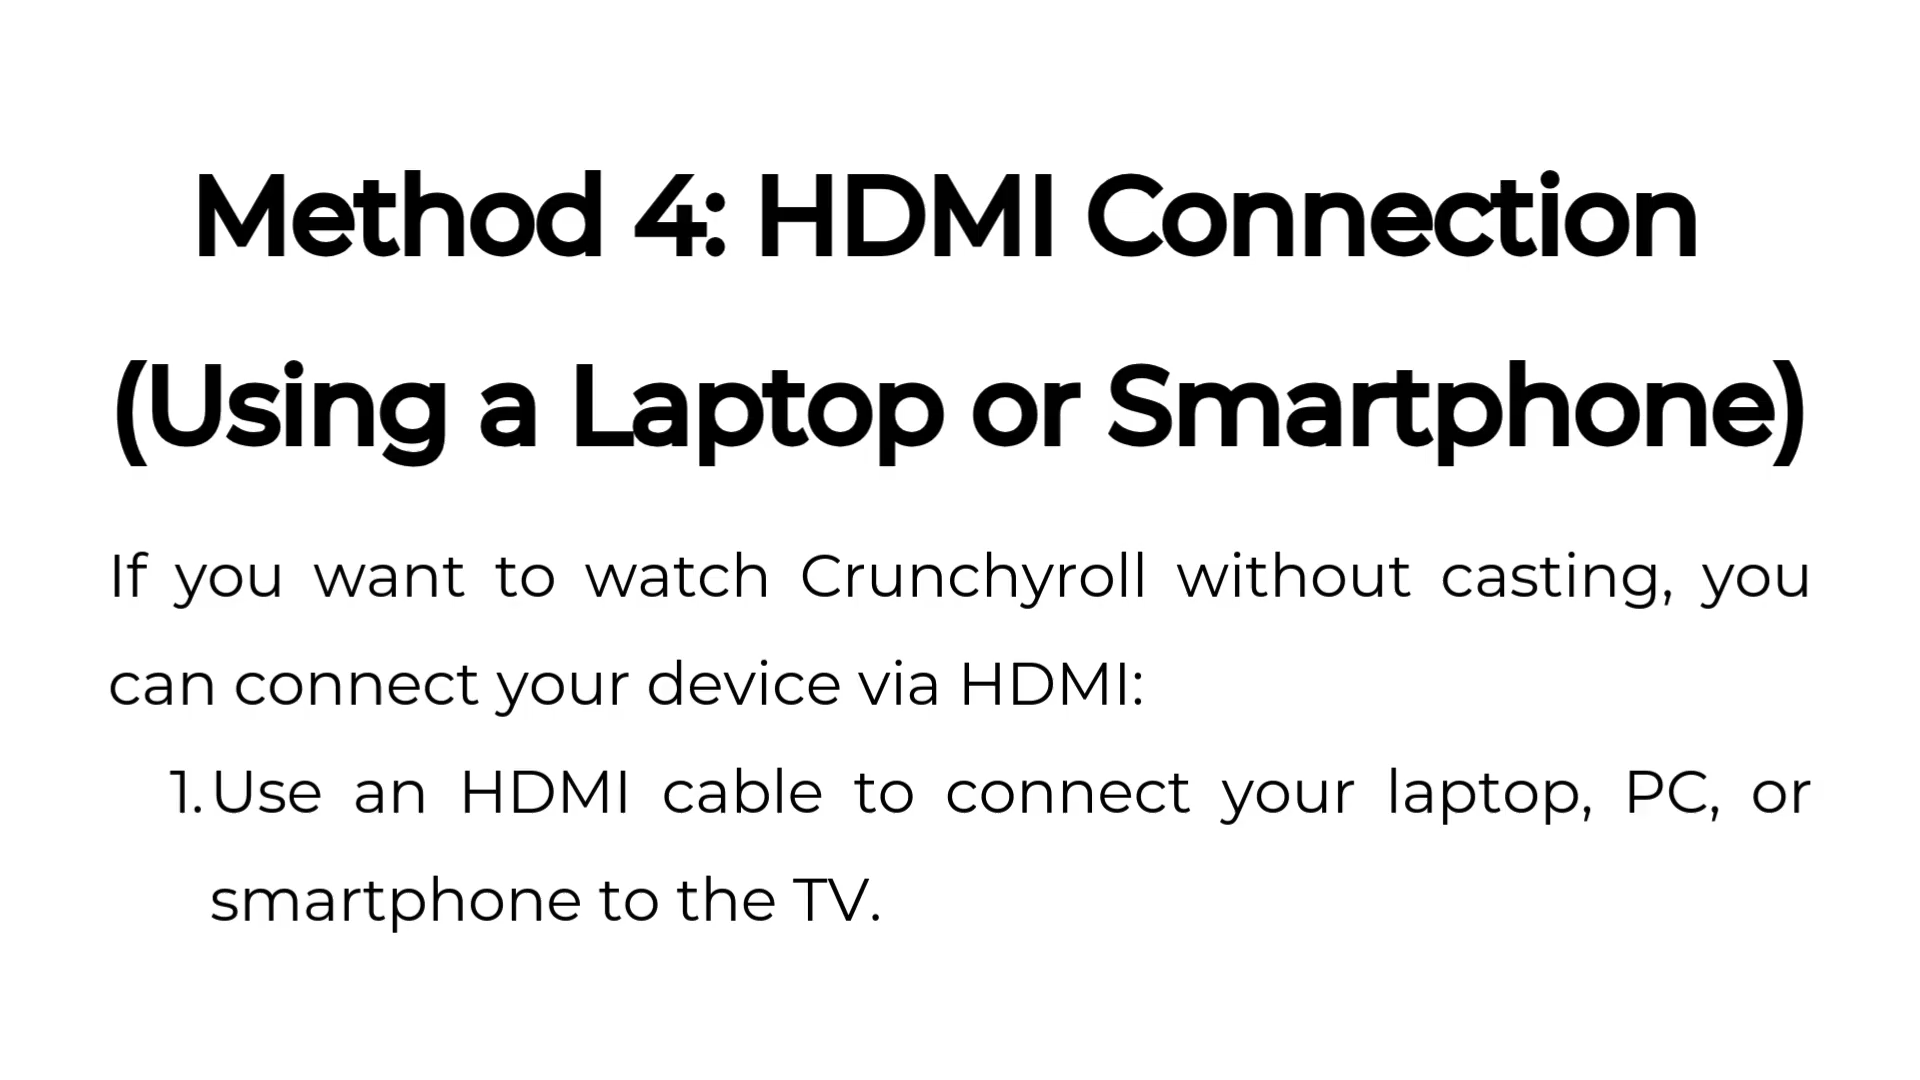 Method 4: HDMI Connection
(Using a Laptop or Smartphone)
If you want to watch Crunchyroll without casting, you
can connect your device via HDMI:
1. Use an HDMI cable to connect your laptop, PC, or
smartphone to the TV.